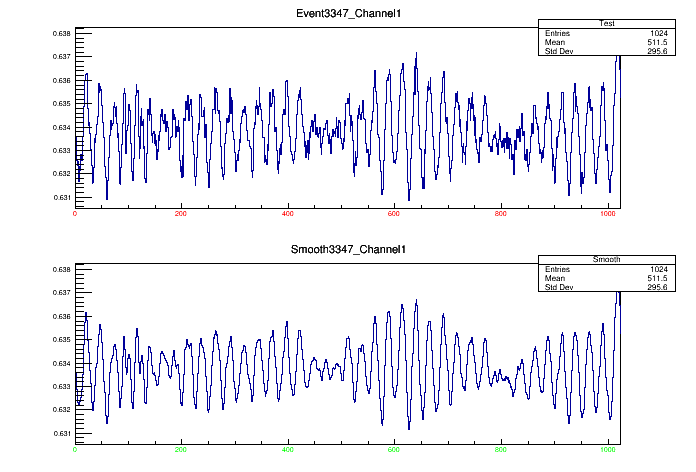 Event3347_Channel1
Test
Entries 1024
Mean 511.5
Std Dev 295.6
0.638
0.637
0.636
0.635
0.634
0.633
0.632
0.631
0 200 400 600 800 1000
Smooth3347_Channel1
Smooth
Entries 1024
Mean 511.5
Std Dev 295.6
0.638
0.637
0.636
0.635
0.634
0.633
0.632
0.631
0 200 400 600 800 1000